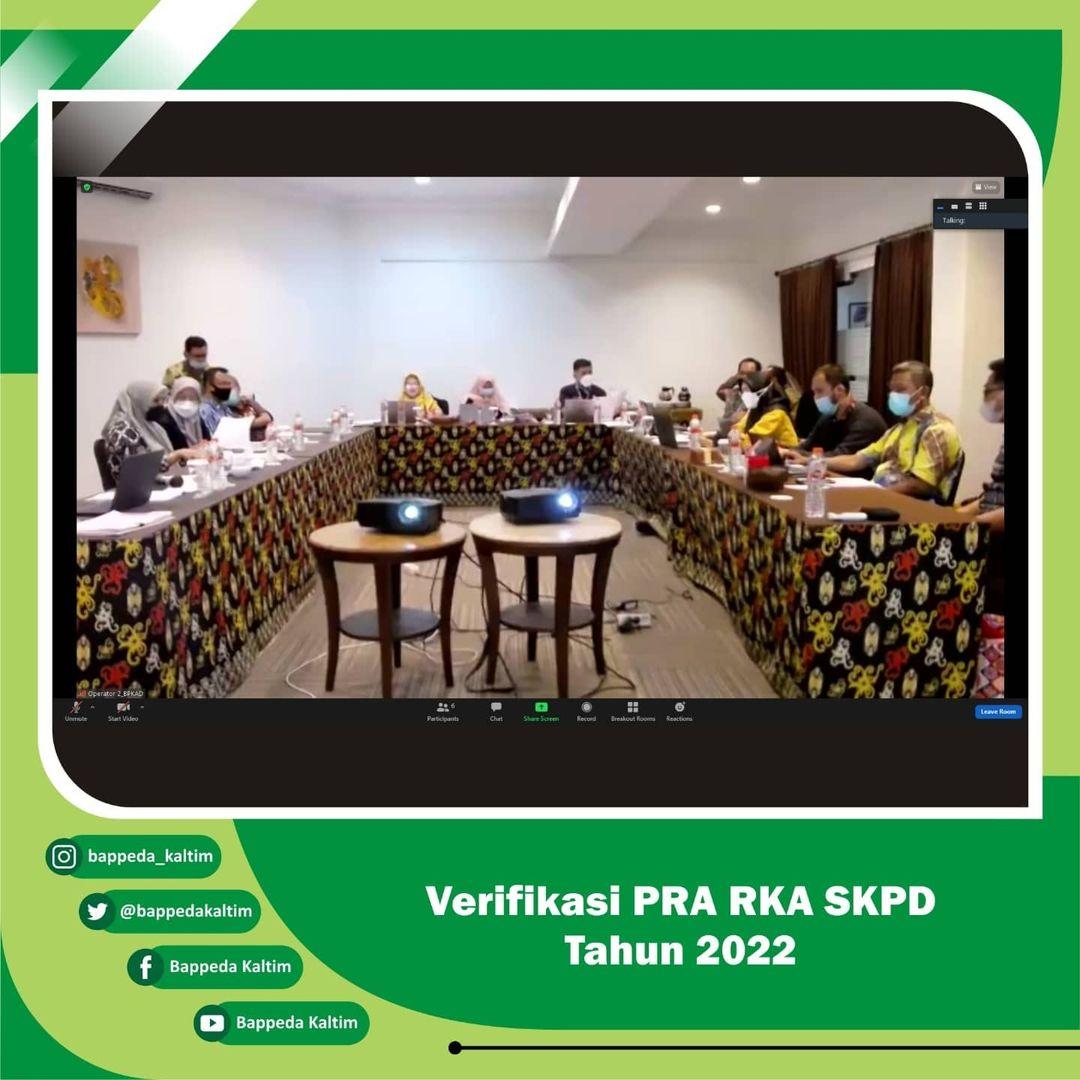 View
Talking:
Operator 2_BPKAD
Unmute
Start Video
6
Participants
Chat
Share Screen
Record
Breakout Rooms
Reactions
Leave Room
bappeda_kaltim
@bappedakaltim
Bappeda Kaltim
Bappeda Kaltim
Verifikasi PRA RKA SKPD
Tahun 2022